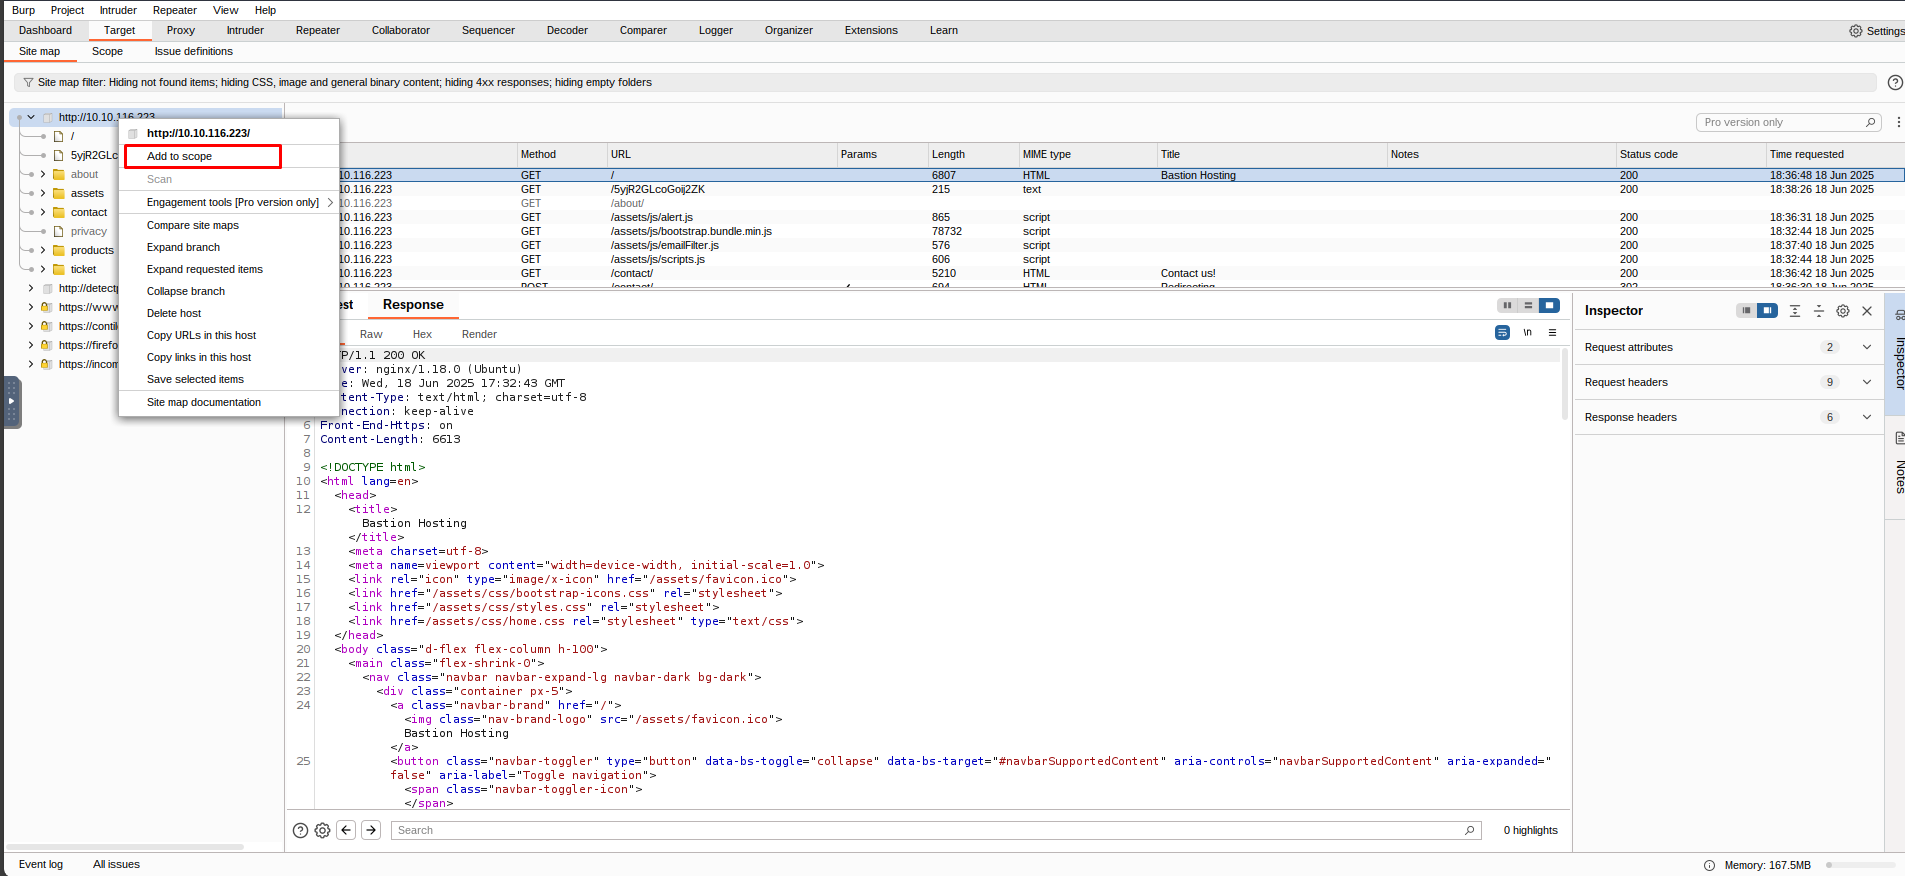 Burp Project Intruder Repeater View Help
Dashboard Target Proxy Intruder Repeater Collaborator Sequencer Decoder Comparer Logger Organizer Extensions Learn Settings
Site map Scope Issue definitions
Site map filter: Hiding not found items; hiding CSS, image and general binary content; hiding 4xx responses; hiding empty folders
http://10.10.116.223
/
5yjR2GLc
about
assets
contact
privacy
products
ticket
http://detectp
https://www
https://contil
https://firefo
https://incom
http://10.10.116.223/
Add to scope
Scan
Engagement tools [Pro version only]
Compare site maps
Expand branch
Expand requested items
Collapse branch
Delete host
Copy URLs in this host
Copy links in this host
Save selected items
Site map documentation
Pro version only
Method URL Params Length MIME type Title Notes Status code Time requested
10.116.223 GET / 6807 HTML Bastion Hosting 200 18:36:48 18 Jun 2025
10.116.223 GET /5yjR2GLcoGoij2ZK 215 text 200 18:38:26 18 Jun 2025
10.116.223 GET /about/
10.116.223 GET /assets/js/alert.js 865 script 200 18:36:31 18 Jun 2025
10.116.223 GET /assets/js/bootstrap.bundle.min.js 78732 script 200 18:32:44 18 Jun 2025
10.116.223 GET /assets/js/emailFilter.js 576 script 200 18:37:40 18 Jun 2025
10.116.223 GET /assets/js/scripts.js 606 script 200 18:32:44 18 Jun 2025
10.116.223 GET /contact/ 5210 HTML Contact us! 200 18:36:42 18 Jun 2025
10.116.223 POST /contact/ ✓ 694 HTML Redirecting 302 18:36:30 18 Jun 2025
est Response
Raw Hex Render
P/1.1 200 OK
ver: nginx/1.18.0 (Ubuntu)
e: Wed, 18 Jun 2025 17:32:43 GMT
tent-Type: text/html; charset=utf-8
nection: keep-alive
6 Front-End-Https: on
7 Content-Length: 6613
8
9 <!DOCTYPE html>
10 <html lang=en>
11 <head>
12 <title>
Bastion Hosting
</title>
13 <meta charset=utf-8>
14 <meta name=viewport content="width=device-width, initial-scale=1.0">
15 <link rel="icon" type="image/x-icon" href="/assets/favicon.ico">
16 <link href="/assets/css/bootstrap-icons.css" rel="stylesheet">
17 <link href="/assets/css/styles.css" rel="stylesheet">
18 <link href=/assets/css/home.css rel="stylesheet" type="text/css">
19 </head>
20 <body class="d-flex flex-column h-100">
21 <main class="flex-shrink-0">
22 <nav class="navbar navbar-expand-lg navbar-dark bg-dark">
23 <div class="container px-5">
24 <a class="navbar-brand" href="/">
<img class="nav-brand-logo" src="/assets/favicon.ico">
Bastion Hosting
</a>
25 <button class="navbar-toggler" type="button" data-bs-toggle="collapse" data-bs-target="#navbarSupportedContent" aria-controls="navbarSupportedContent" aria-expanded="
false" aria-label="Toggle navigation">
<span class="navbar-toggler-icon">
</span>
Search 0 highlights
Inspector
Request attributes 2
Request headers 9
Response headers 6
Inspector
Notes
Event log All issues
Memory: 167.5MB